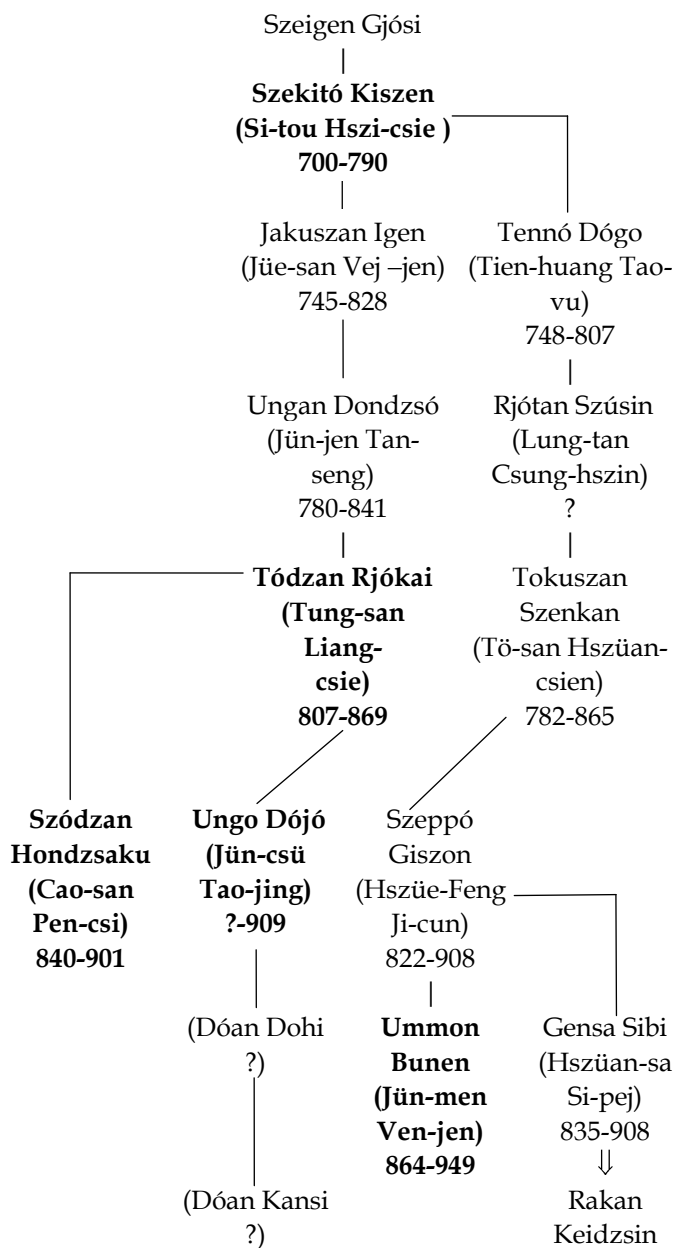 Szeigen Gjósi
Szekitó Kiszen
(Si-tou Hszi-csie )
700-790
Jakuszan Igen
(Jüe-san Vej –jen)
745-828
Tennó Dógo
(Tien-huang Tao-
vu)
748-807
Ungan Dondzsó
(Jün-jen Tan-
seng)
780-841
Rjótan Szúsin
(Lung-tan
Csung-hszin)
?
Tódzan Rjókai
(Tung-san
Liang-
csie)
807-869
Tokuszan
Szenkan
(Tö-san Hszüan-
csien)
782-865
Szódzan
Hondzsaku
(Cao-san
Pen-csi)
840-901
Ungo Dójó
(Jün-csü
Tao-jing)
?-909
Szeppó
Giszon
(Hszüe-Feng
Ji-cun)
822-908
(Dóan Dohi
?)
Ummon
Bunen
(Jün-men
Ven-jen)
864-949
Gensa Sibi
(Hszüan-sa
Si-pej)
835-908
⇓
(Dóan Kansi
?)
Rakan
Keidzsin